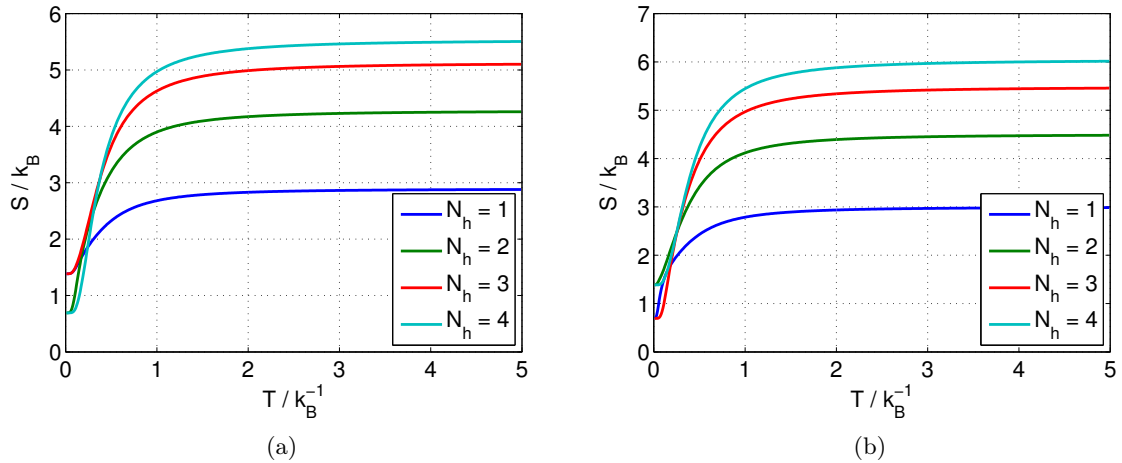 6
5
4
3
2
1
0
S / k_B
0 1 2 3 4 5
T / k_B^{-1}
N_h = 1
N_h = 2
N_h = 3
N_h = 4
(a)
7
6
5
4
3
2
1
0
S / k_B
0 1 2 3 4 5
T / k_B^{-1}
N_h = 1
N_h = 2
N_h = 3
N_h = 4
(b)